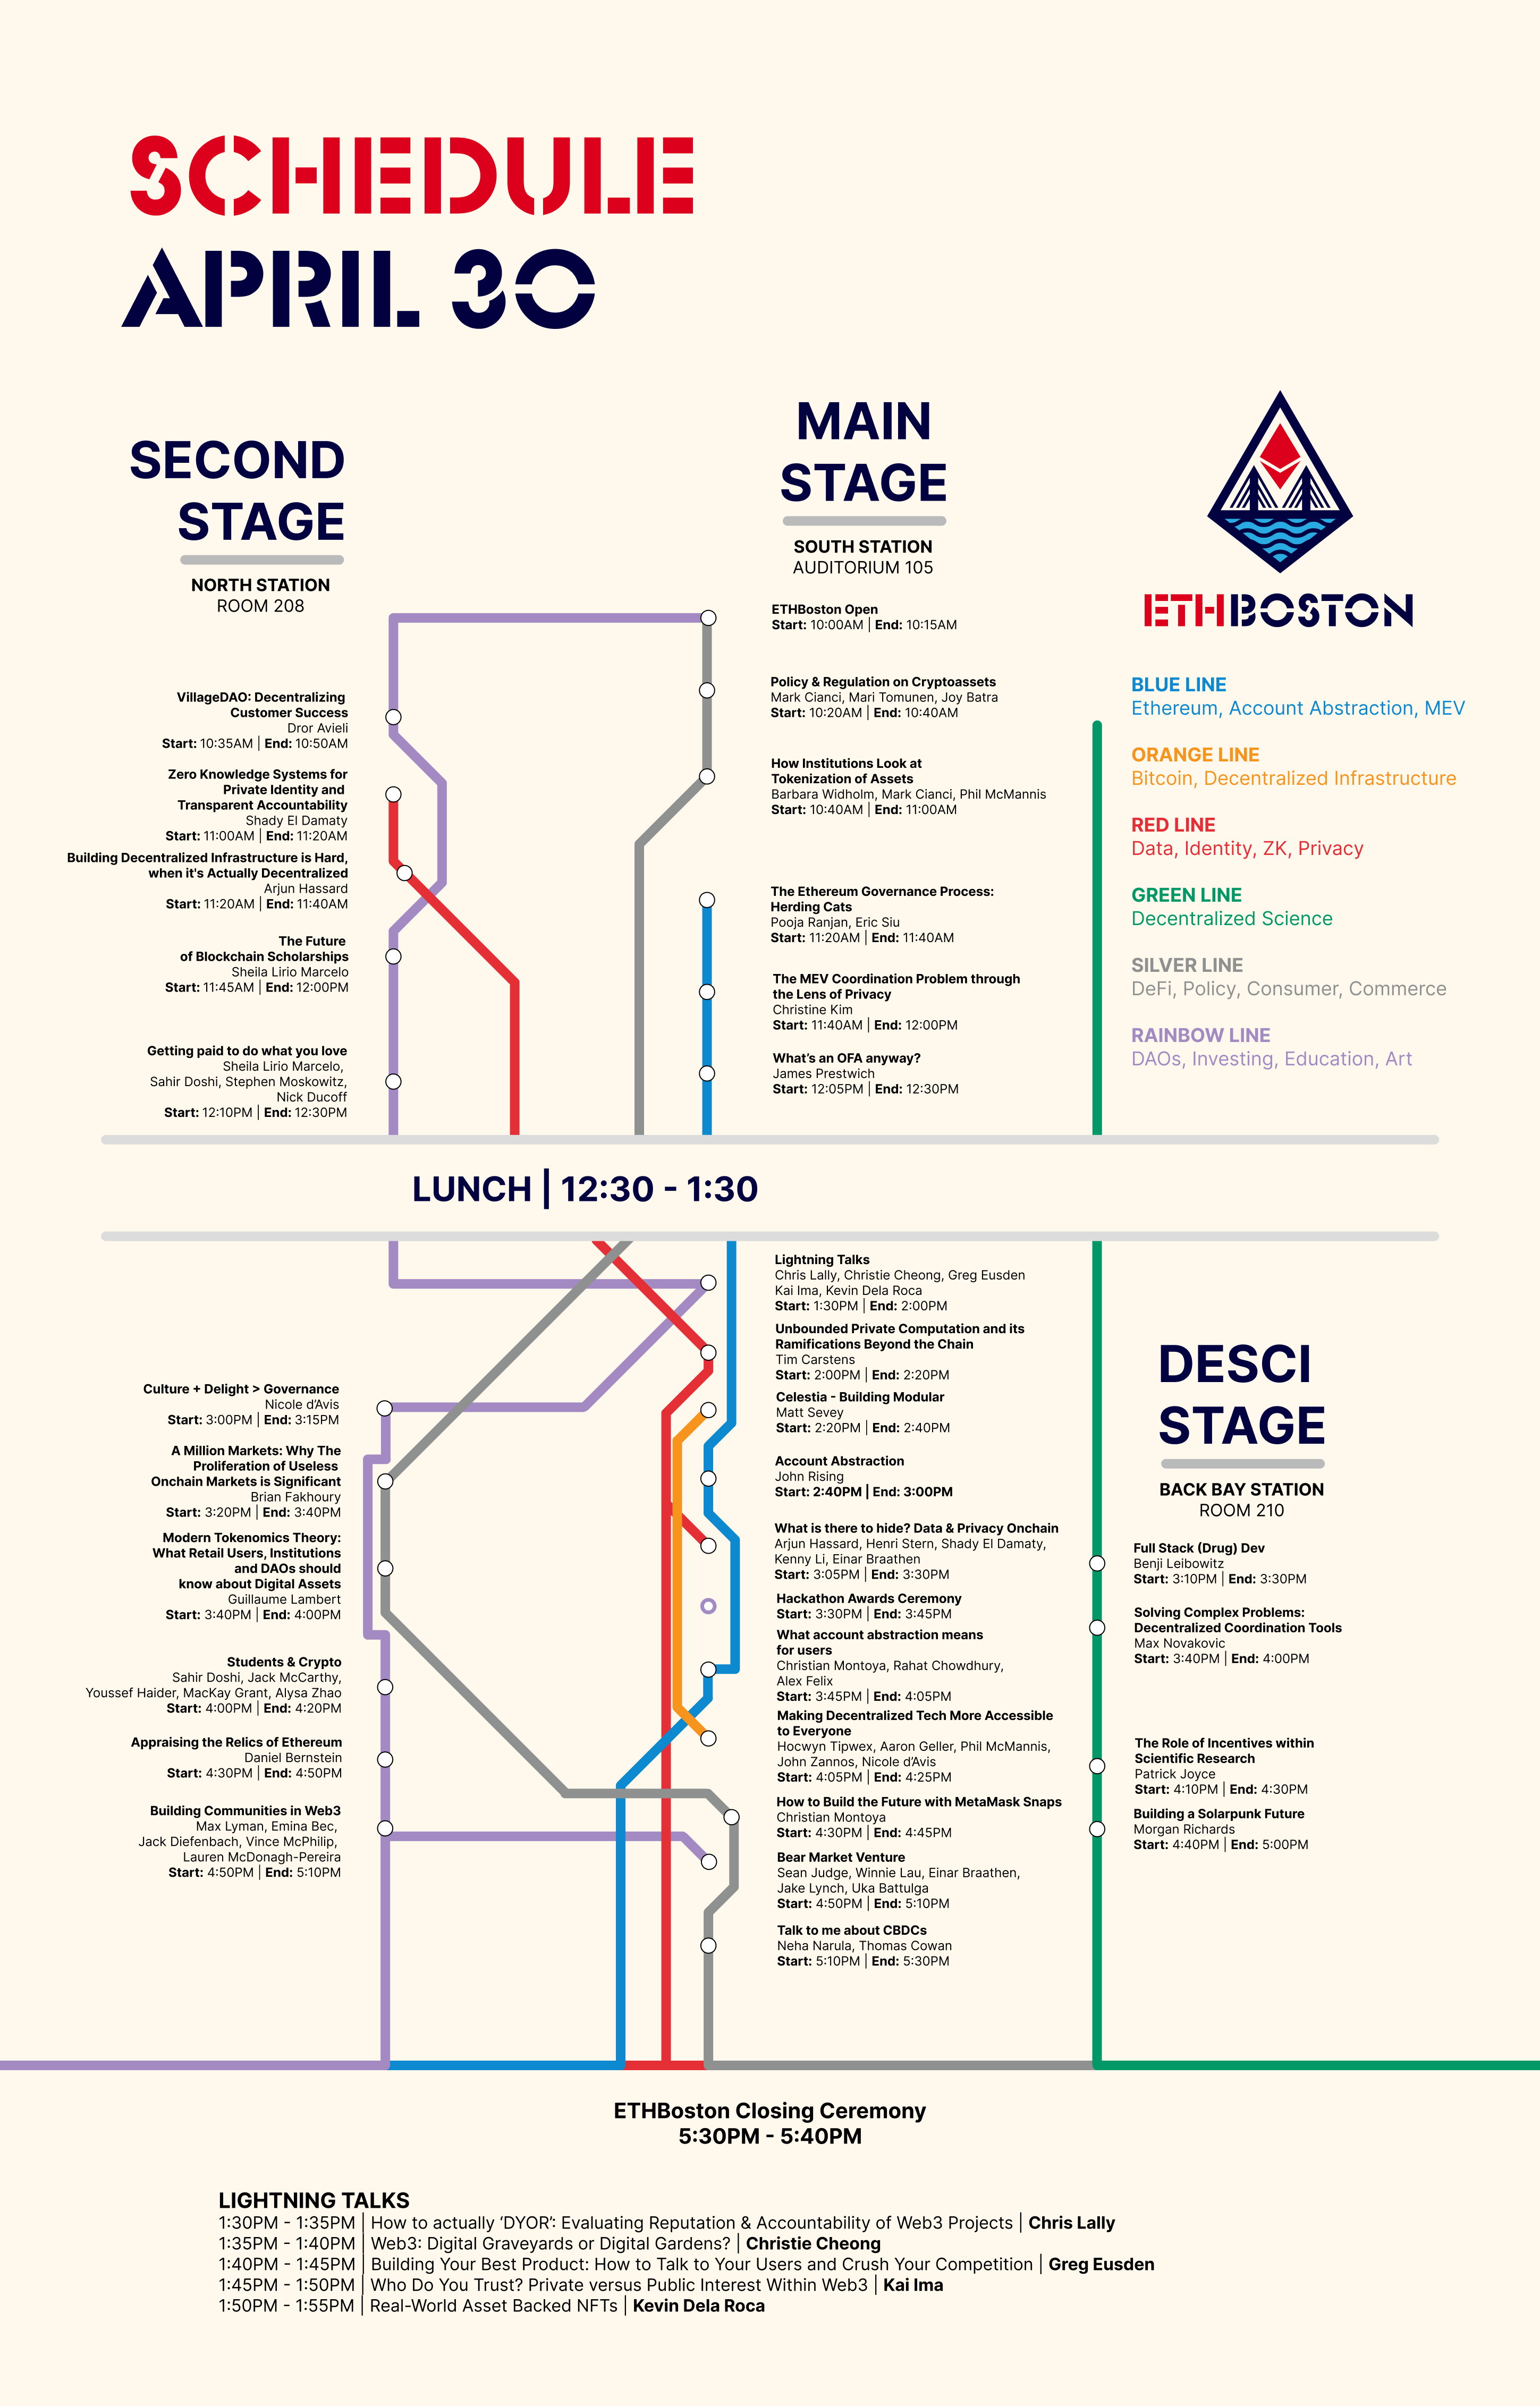 SCHEDULE
APRIL 30
SECOND
STAGE
NORTH STATION
ROOM 208
VillageDAO: Decentralizing
Customer Success
Dror Avieli
Start: 10:35AM | End: 10:50AM
Zero Knowledge Systems for
Private Identity and
Transparent Accountability
Shady El Damaty
Start: 11:00AM | End: 11:20AM
Building Decentralized Infrastructure is Hard,
when it's Actually Decentralized
Arjun Hassard
Start: 11:20AM | End: 11:40AM
The Future
of Blockchain Scholarships
Sheila Lirio Marcelo
Start: 11:45AM | End: 12:00PM
Getting paid to do what you love
Sheila Lirio Marcelo,
Sahir Doshi, Stephen Moskowitz,
Nick Ducoff
Start: 12:10PM | End: 12:30PM
MAIN
STAGE
SOUTH STATION
AUDITORIUM 105
ETHBoston Open
Start: 10:00AM | End: 10:15AM
Policy & Regulation on Cryptoassets
Mark Cianci, Mari Tomunen, Joy Batra
Start: 10:20AM | End: 10:40AM
How Institutions Look at
Tokenization of Assets
Barbara Widholm, Mark Cianci, Phil McMannis
Start: 10:40AM | End: 11:00AM
The Ethereum Governance Process:
Herding Cats
Pooja Ranjan, Eric Siu
Start: 11:20AM | End: 11:40AM
The MEV Coordination Problem through
the Lens of Privacy
Christine Kim
Start: 11:40AM | End: 12:00PM
What's an OFA anyway?
James Prestwich
Start: 12:05PM | End: 12:30PM
ETHBOSTON
BLUE LINE
Ethereum, Account Abstraction, MEV
ORANGE LINE
Bitcoin, Decentralized Infrastructure
RED LINE
Data, Identity, ZK, Privacy
GREEN LINE
Decentralized Science
SILVER LINE
DeFi, Policy, Consumer, Commerce
RAINBOW LINE
DAOs, Investing, Education, Art
LUNCH | 12:30 - 1:30
Culture + Delight > Governance
Nicole d'Avis
Start: 3:00PM | End: 3:15PM
A Million Markets: Why The
Proliferation of Useless
Onchain Markets is Significant
Brian Fakhoury
Start: 3:20PM | End: 3:40PM
Modern Tokenomics Theory:
What Retail Users, Institutions
and DAOs should
know about Digital Assets
Guillaume Lambert
Start: 3:40PM | End: 4:00PM
Students & Crypto
Sahir Doshi, Jack McCarthy,
Youssef Haider, MacKay Grant, Alysa Zhao
Start: 4:00PM | End: 4:20PM
Appraising the Relics of Ethereum
Daniel Bernstein
Start: 4:30PM | End: 4:50PM
Building Communities in Web3
Max Lyman, Emina Bec,
Jack Diefenbach, Vince McPhilip,
Lauren McDonagh-Pereira
Start: 4:50PM | End: 5:10PM
Lightning Talks
Chris Lally, Christie Cheong, Greg Eusden
Kai Ima, Kevin Dela Roca
Start: 1:30PM | End: 2:00PM
Unbounded Private Computation and its
Ramifications Beyond the Chain
Tim Carstens
Start: 2:00PM | End: 2:20PM
Celestia - Building Modular
Matt Sevey
Start: 2:20PM | End: 2:40PM
Account Abstraction
John Rising
Start: 2:40PM | End: 3:00PM
What is there to hide? Data & Privacy Onchain
Arjun Hassard, Henri Stern, Shady El Damaty,
Kenny Li, Einar Braathen
Start: 3:05PM | End: 3:30PM
Hackathon Awards Ceremony
Start: 3:30PM | End: 3:45PM
What account abstraction means
for users
Christian Montoya, Rahat Chowdhury,
Alex Felix
Start: 3:45PM | End: 4:05PM
Making Decentralized Tech More Accessible
to Everyone
Hocwyn Tipwex, Aaron Geller, Phil McMannis,
John Zannos, Nicole d'Avis
Start: 4:05PM | End: 4:25PM
How to Build the Future with MetaMask Snaps
Christian Montoya
Start: 4:30PM | End: 4:45PM
Bear Market Venture
Sean Judge, Winnie Lau, Einar Braathen,
Jake Lynch, Uka Battulga
Start: 4:50PM | End: 5:10PM
Talk to me about CBDCs
Neha Narula, Thomas Cowan
Start: 5:10PM | End: 5:30PM
DESCI
STAGE
BACK BAY STATION
ROOM 210
Full Stack (Drug) Dev
Benji Leibowitz
Start: 3:10PM | End: 3:30PM
Solving Complex Problems:
Decentralized Coordination Tools
Max Novakovic
Start: 3:40PM | End: 4:00PM
The Role of Incentives within
Scientific Research
Patrick Joyce
Start: 4:10PM | End: 4:30PM
Building a Solarpunk Future
Morgan Richards
Start: 4:40PM | End: 5:00PM
ETHBoston Closing Ceremony
5:30PM - 5:40PM
LIGHTNING TALKS
1:30PM - 1:35PM | How to actually 'DYOR': Evaluating Reputation & Accountability of Web3 Projects | Chris Lally
1:35PM - 1:40PM | Web3: Digital Graveyards or Digital Gardens? | Christie Cheong
1:40PM - 1:45PM | Building Your Best Product: How to Talk to Your Users and Crush Your Competition | Greg Eusden
1:45PM - 1:50PM | Who Do You Trust? Private versus Public Interest Within Web3 | Kai Ima
1:50PM - 1:55PM | Real-World Asset Backed NFTs | Kevin Dela Roca